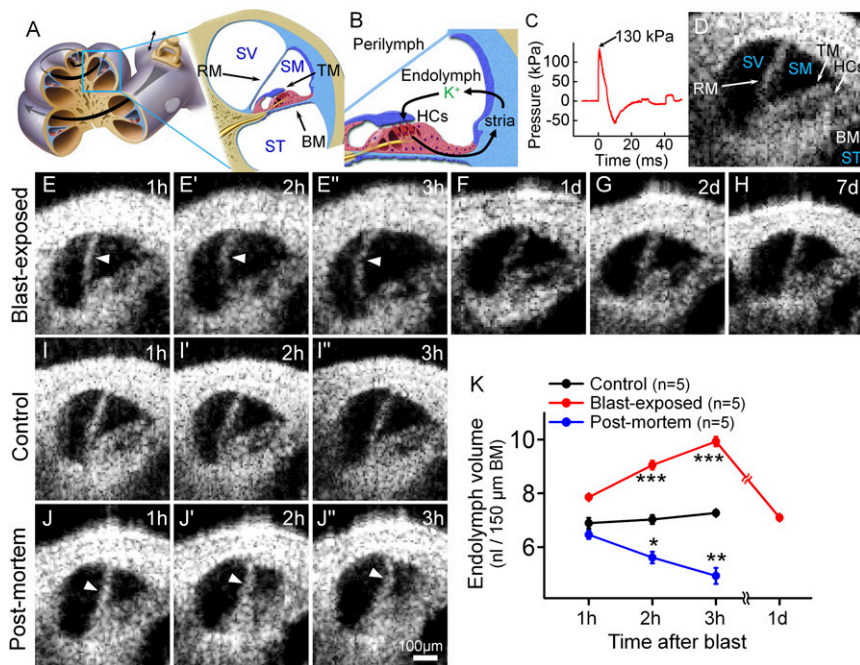 A
SV
SM
TM
RM
BM
ST
B
Perilymph
Endolymph
K+
HCs
stria
C
130 kPa
Pressure (kPa)
100
50
0
-50
0 20 40
Time (ms)
D
SV
SM
TM
HCs
RM
BM
ST
Blast-exposed
E 1h
E' 2h
E" 3h
F 1d
G 2d
H 7d
Control
I 1h
I' 2h
I" 3h
Post-mortem
J 1h
J' 2h
J" 3h
100µm
K
Control (n=5)
Blast-exposed (n=5)
Post-mortem (n=5)
Endolymph volume
(nl / 150 µm BM)
10
8
6
***
***
*
**
1h 2h 3h 1d
Time after blast